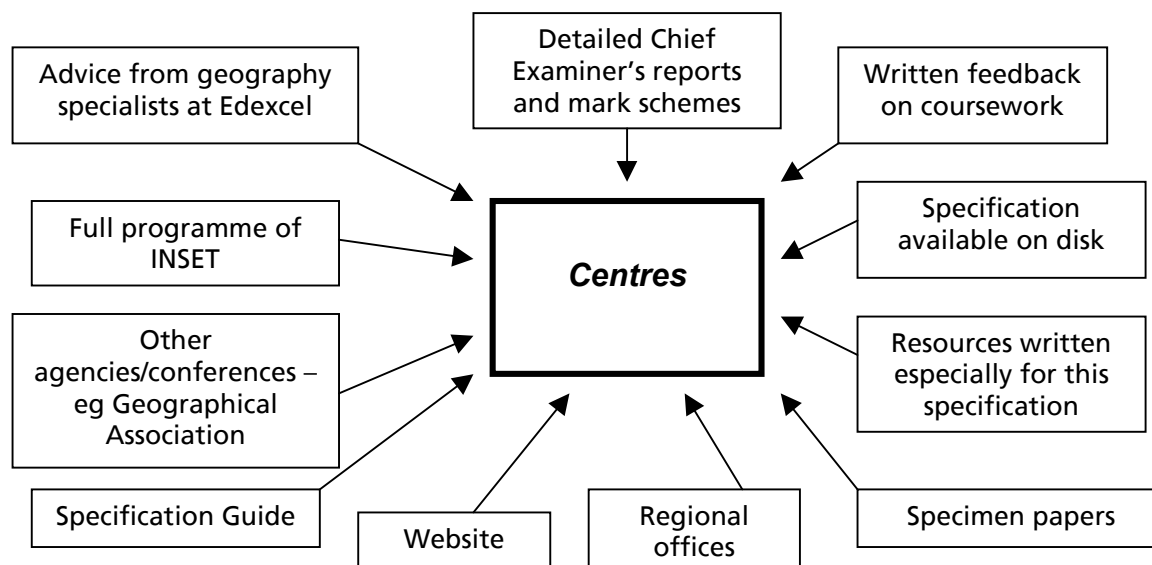 Detailed Chief
Examiner's reports
and mark schemes
Advice from geography
specialists at Edexcel
Written feedback
on coursework
Full programme of
INSET
Centres
Specification
available on disk
Other
agencies/conferences –
eg Geographical
Association
Resources written
especially for this
specification
Specification Guide
Website
Regional
offices
Specimen papers